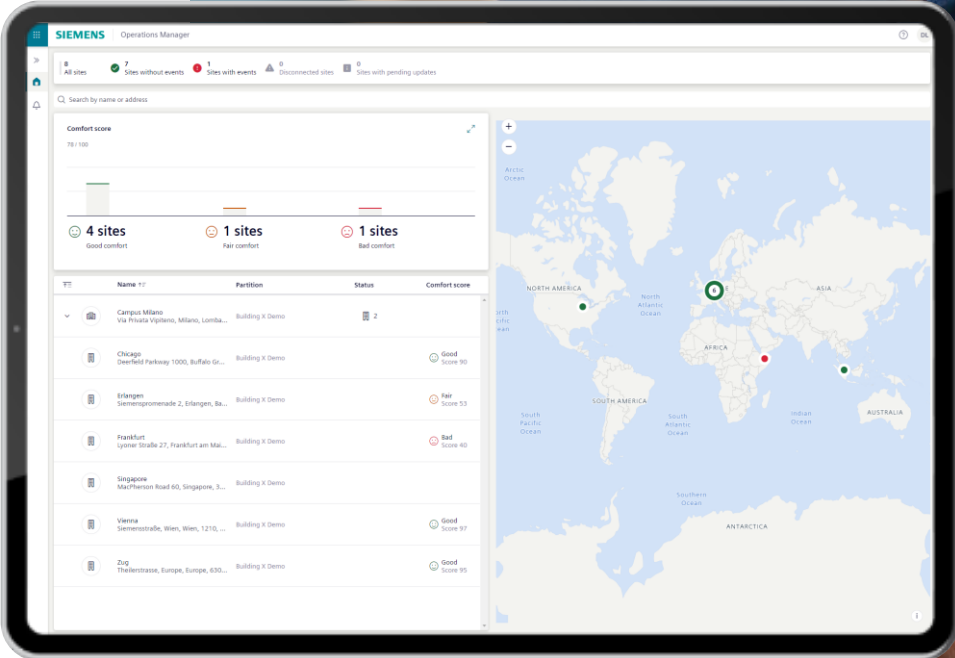 SIEMENS Operations Manager
DL
8
All sites
7
Sites without events
1
Sites with events
0
Disconnected sites
0
Sites with pending updates
Search by name or address
Comfort score
78 / 100
4 sites
Good comfort
1 sites
Fair comfort
1 sites
Bad comfort
Name Partition Status Comfort score
Campus Milano
Via Privata Vipiteno, Milano, Lomba...
Building X Demo
2
Chicago
Deerfield Parkway 1000, Buffalo Gr...
Building X Demo
Good
Score 90
Erlangen
Siemenspromenade 2, Erlangen, Ba...
Building X Demo
Fair
Score 53
Frankfurt
Lyoner Straße 27, Frankfurt am Mai...
Building X Demo
Bad
Score 40
Singapore
MacPherson Road 60, Singapore, 3...
Building X Demo
Vienna
Siemensstraße, Wien, Wien, 1210, ...
Building X Demo
Good
Score 97
Zug
Theilerstrasse, Europe, Europe, 630...
Building X Demo
Good
Score 95
+
−
Arctic
Ocean
NORTH AMERICA
North
Atlantic
Ocean
6
ASIA
orth
cific
ean
AFRICA
SOUTH AMERICA
South
Pacific
Ocean
South
Atlantic
Ocean
Indian
Ocean
AUSTRALIA
Southern
Ocean
ANTARCTICA